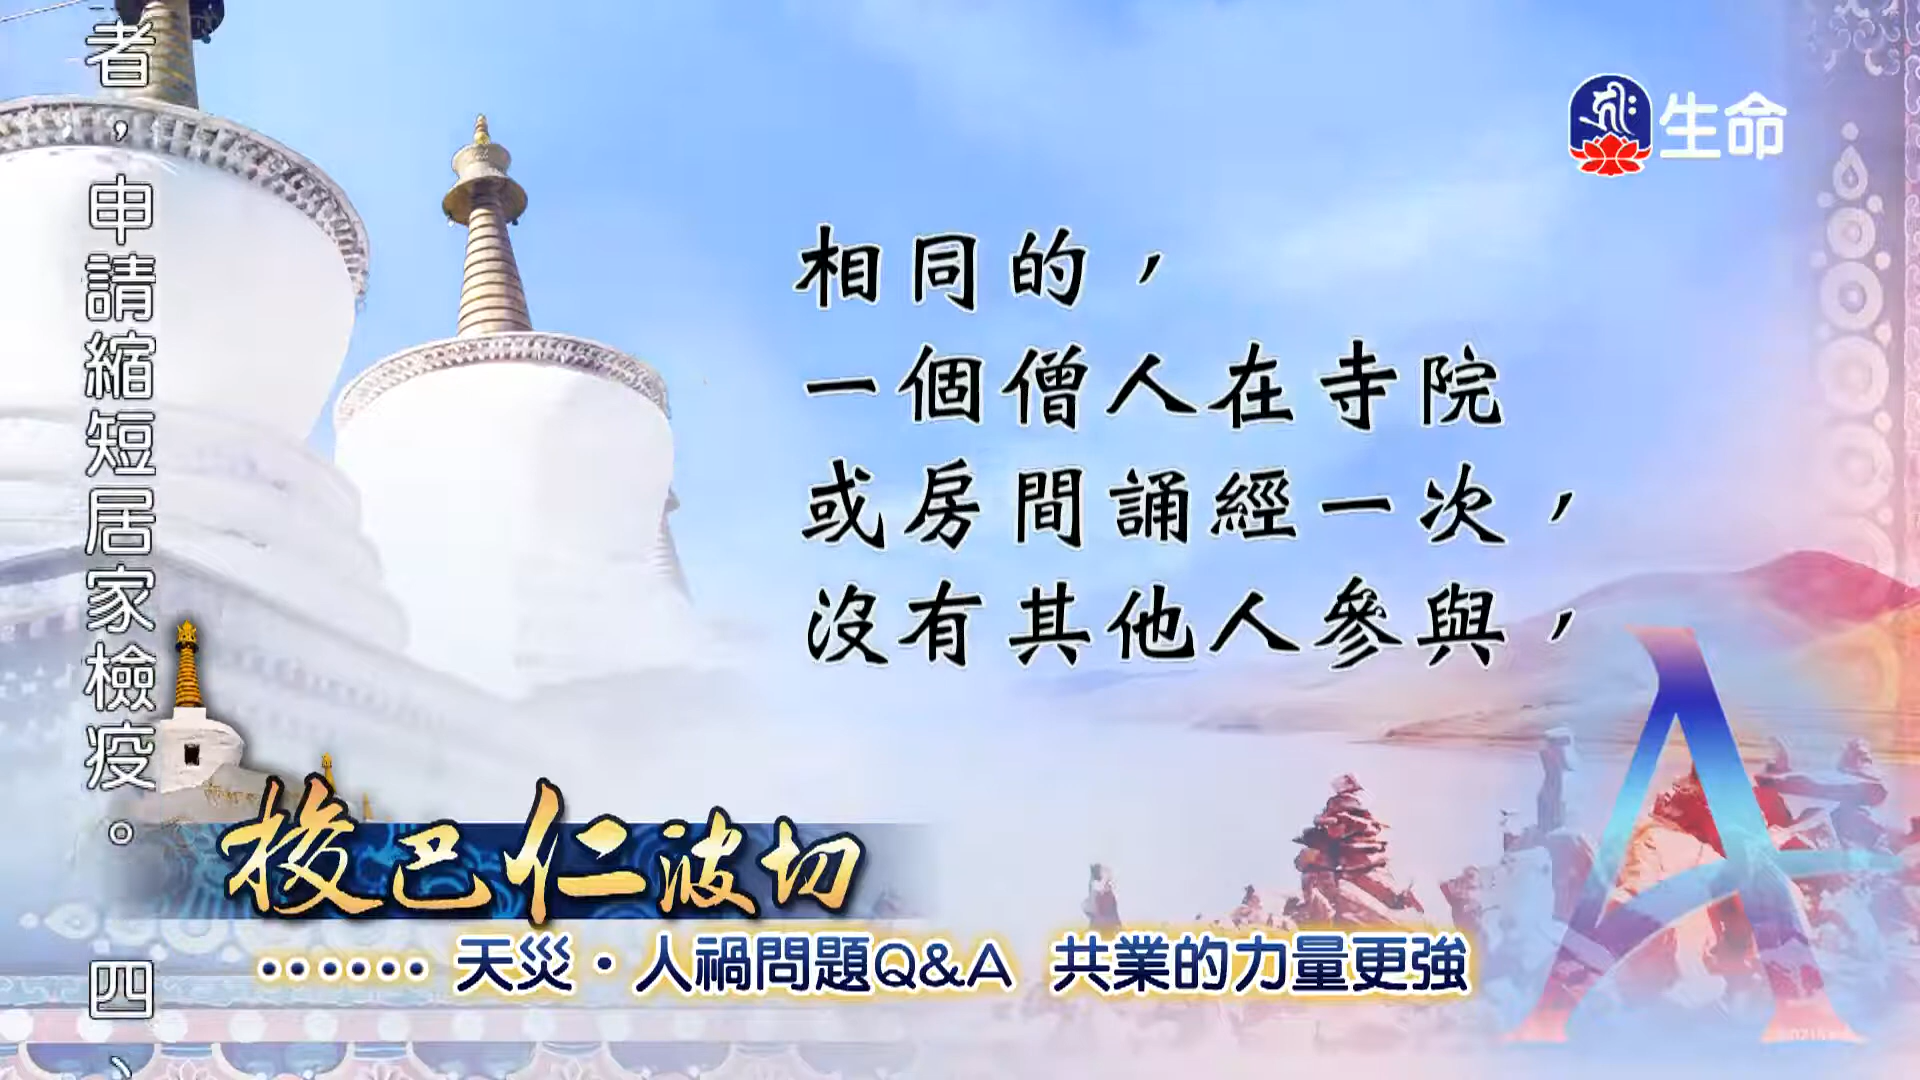 者，申請縮短居家檢疫。 四、
生命
相同的，
一個僧人在寺院
或房間誦經一次，
沒有其他人參與，
梭巴仁波切
…… 天災·人禍問題Q&A 共業的力量更強
A